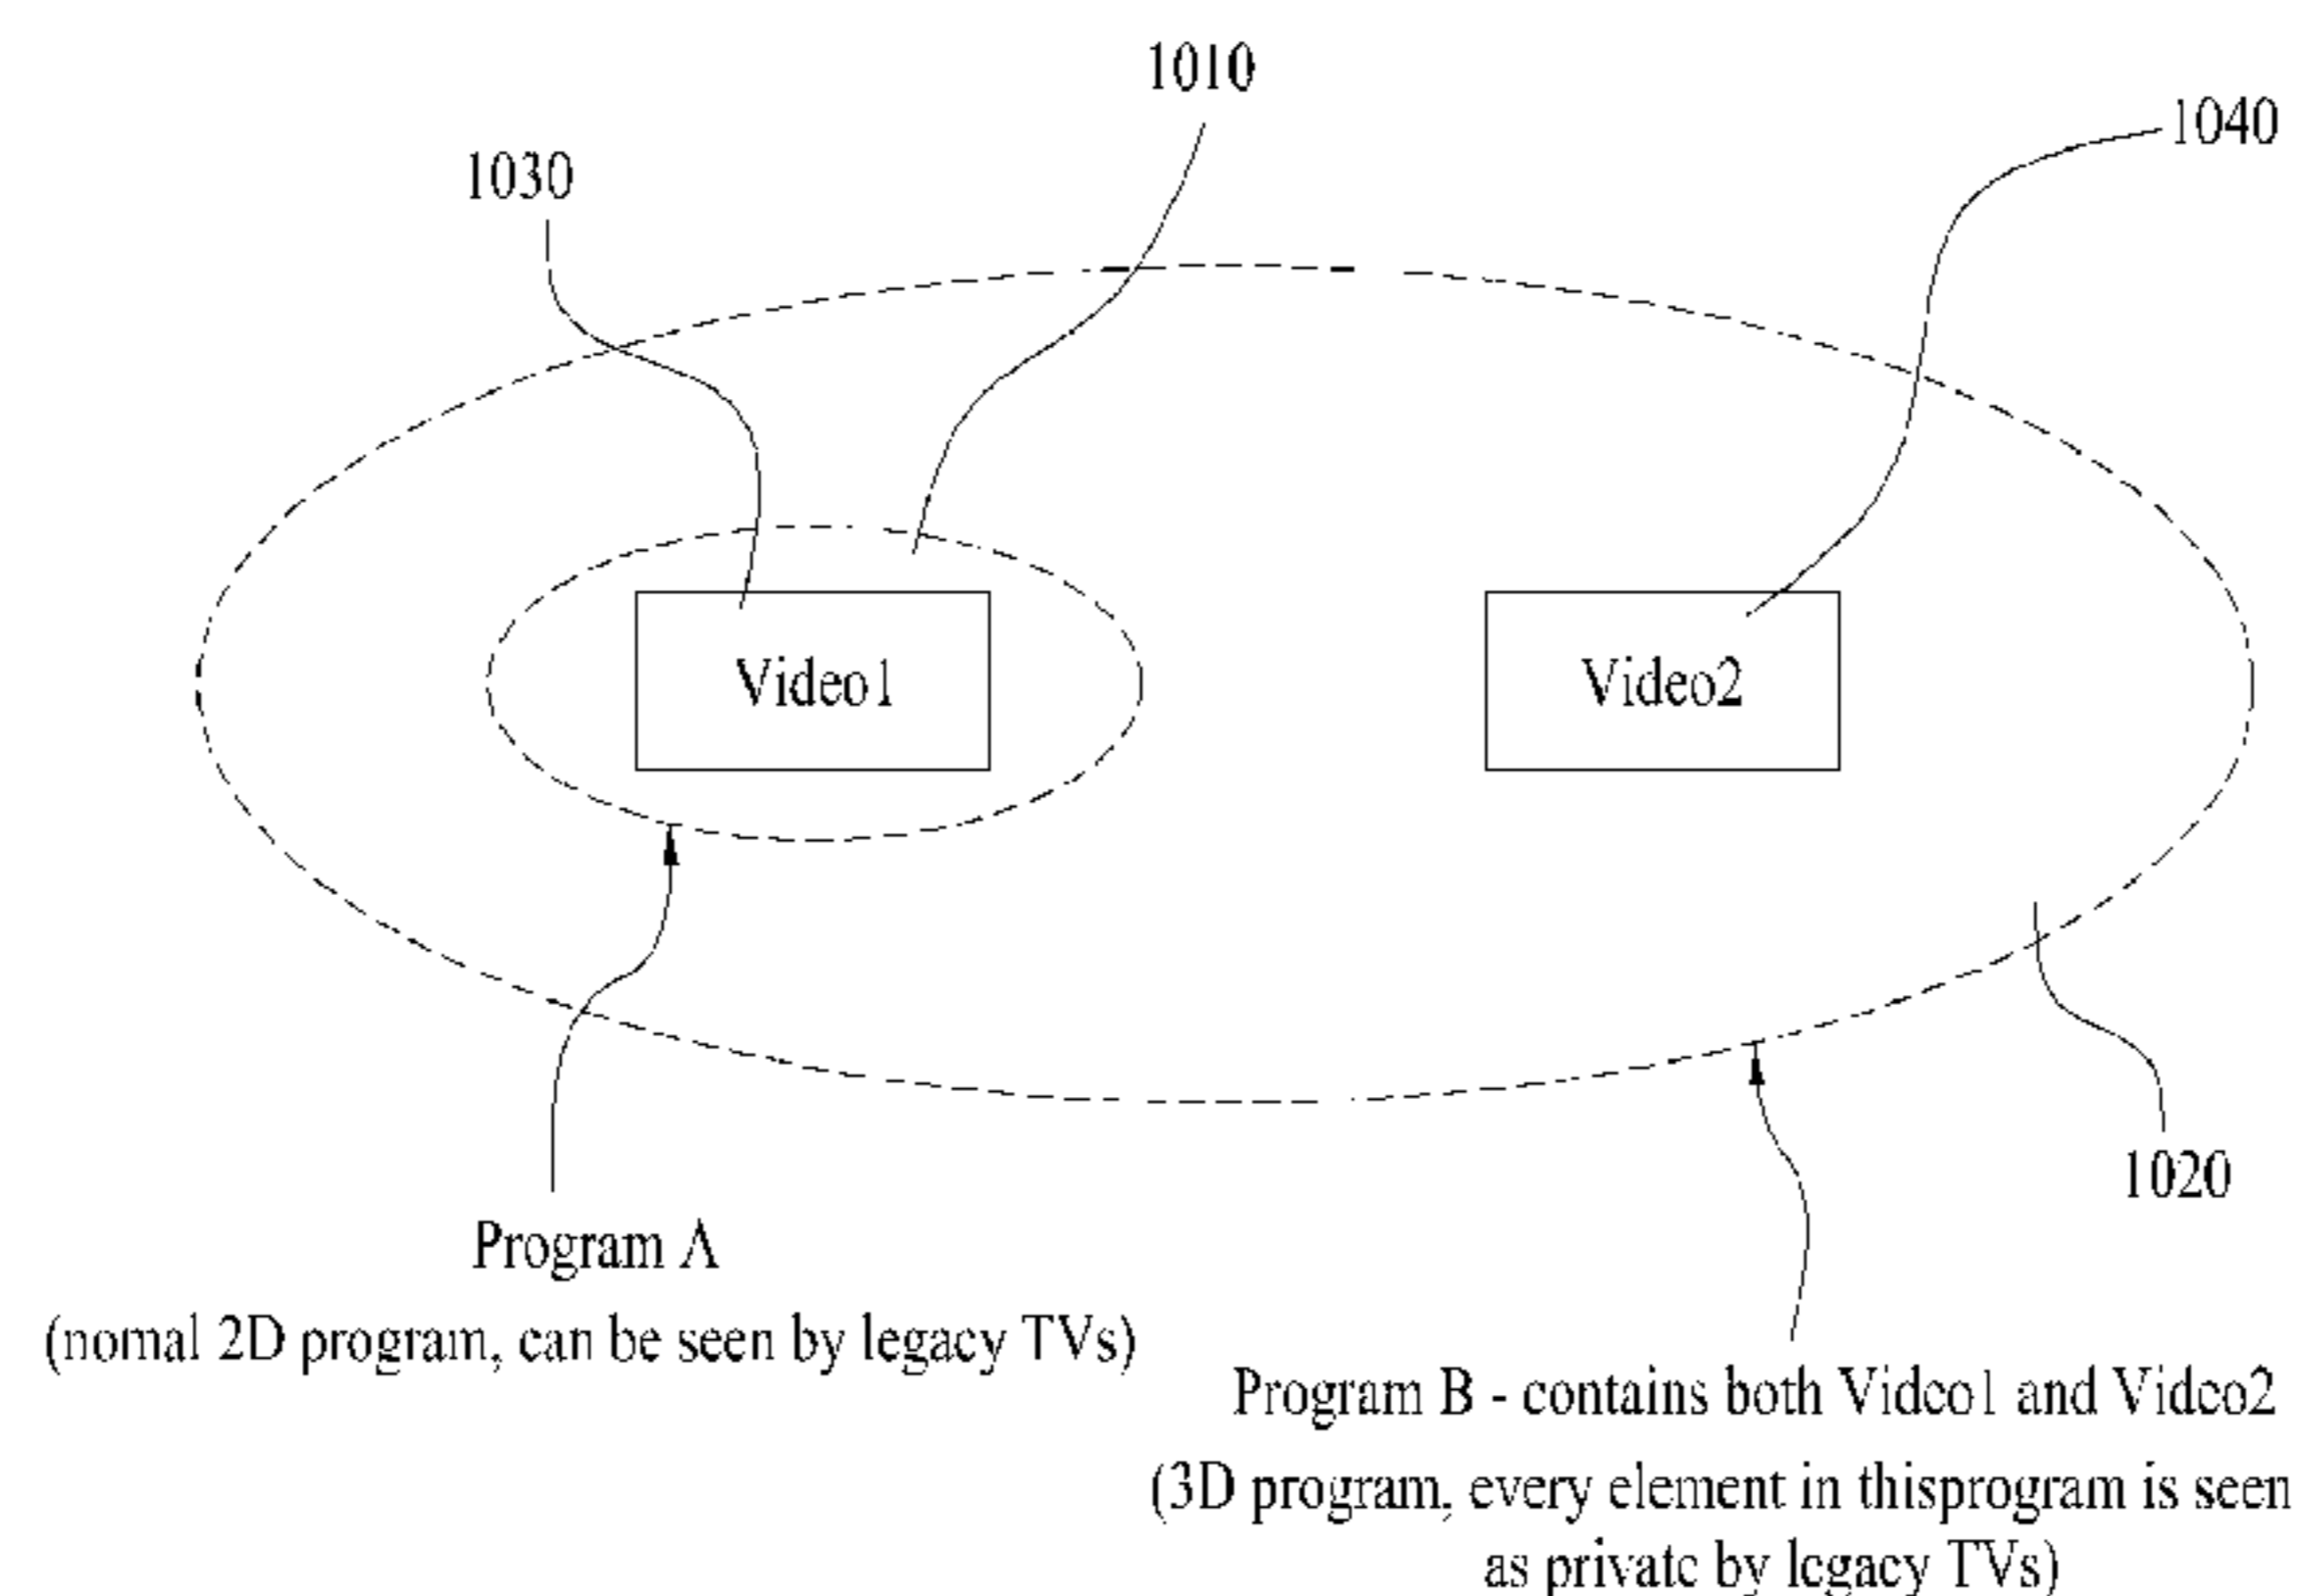 1010
1040
1030
Video1
Video2
1020
Program A
(nomal 2D program, can be seen by legacy TVs)
Program B - contains both Video1 and Video2
(3D program, every element in thisprogram is seen
as private by legacy TVs)